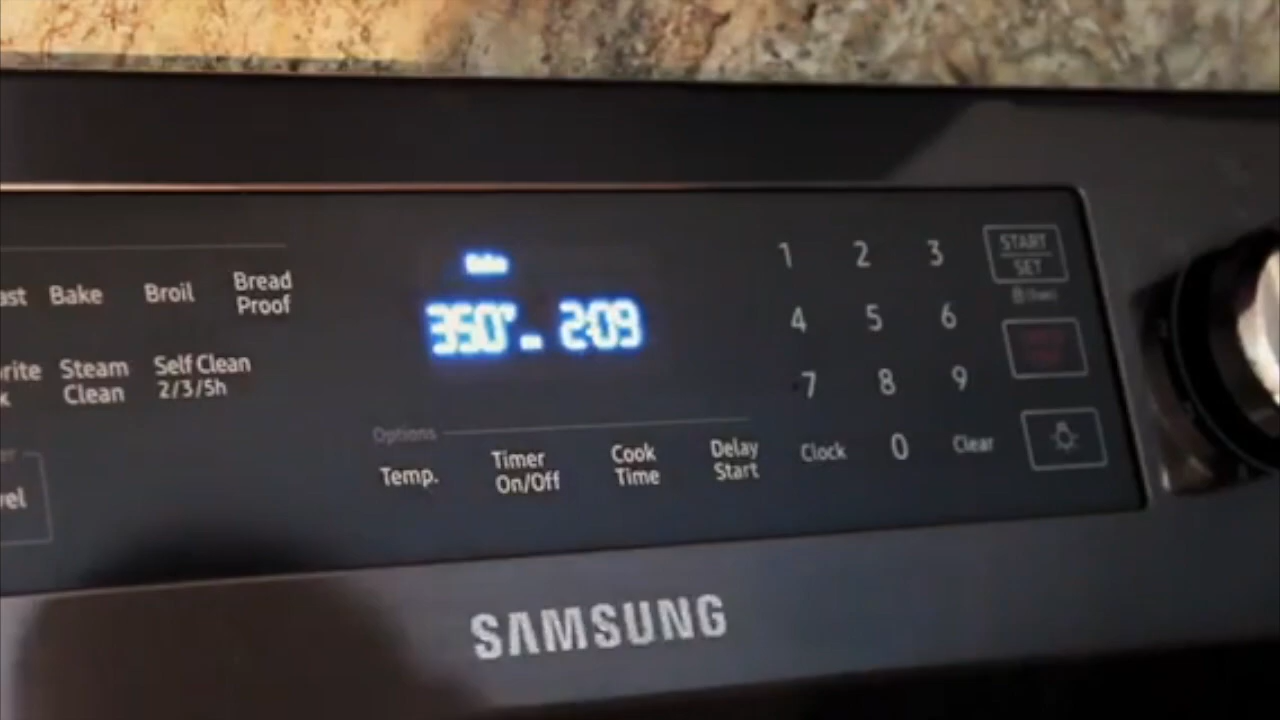 Bake
350° 2:09
1 2 3
START
SET
ast Bake Broil Bread
Proof
4 5 6
rite Steam Self Clean
k Clean 2/3/5h
7 8 9
Options
Temp. Timer Cook Delay Clock 0 Clear
On/Off Time Start
vel
SAMSUNG